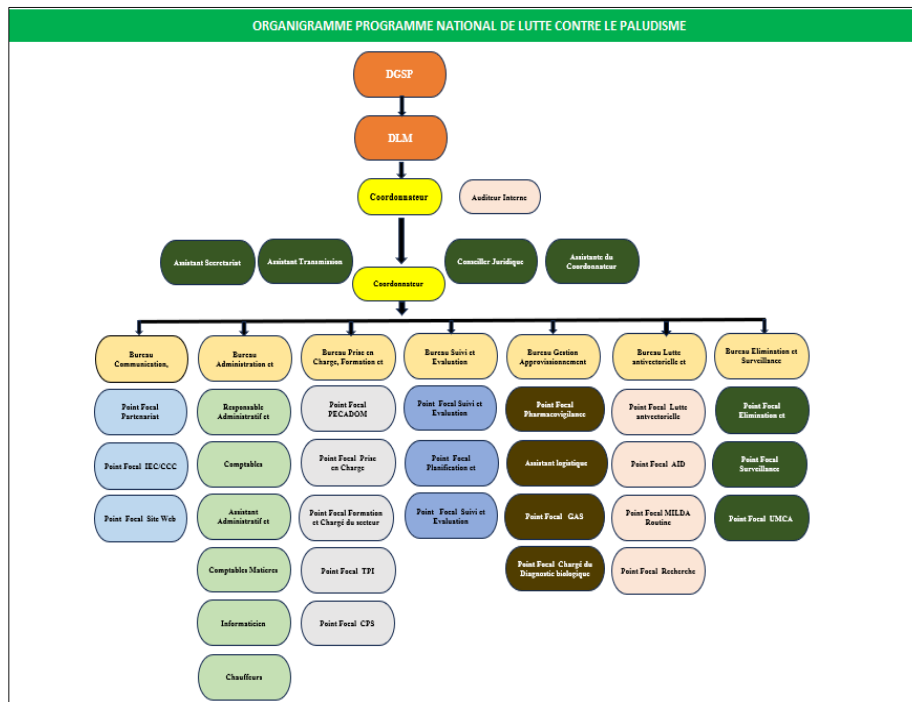 ORGANIGRAMME PROGRAMME NATIONAL DE LUTTE CONTRE LE PALUDISME
DGSP
DLM
Coordonnateur
Auditeur Interne
Assistant Secretariat
Assistant Transmission
Conseiller Juridique
Assistante du
Coordonnateur
Coordonnateur
Bureau
Communication,
Bureau
Administration et
Bureau Prise en
Charge, Formation et
Bureau Suivi et
Evaluation
Bureau Gestion
Approvissionnement
Bureau Lutte
antivectorielle et
Bureau Elimination et
Surveillance
Point Focal
Partenariat
Point Focal IEC/CCC
Point Focal Site Web
Responsable
Administratif et
Comptables
Assistant
Administratif et
Comptables Matieres
Informaticien
Chauffeurs
Point Focal
PECADOM
Point Focal Prise
en Charge
Point Focal Formation
et Chargé du secteur
Point Focal TPI
Point Focal CPS
Point Focal Suivi et
Evaluation
Point Focal
Planification et
Point Focal Suivi et
Evaluation
Point Focal
Pharmacovigilance
Assistant logistique
Point Focal GAS
Point Focal Chargé du
Diagnostic biologique
Point Focal Lutte
antvectorielle
Point Focal AID
Point Focal MILDA
Routine
Point Focal Recherche
Point Focal
Elimination et
Point Focal
Surveillance
Point Focal UMCA